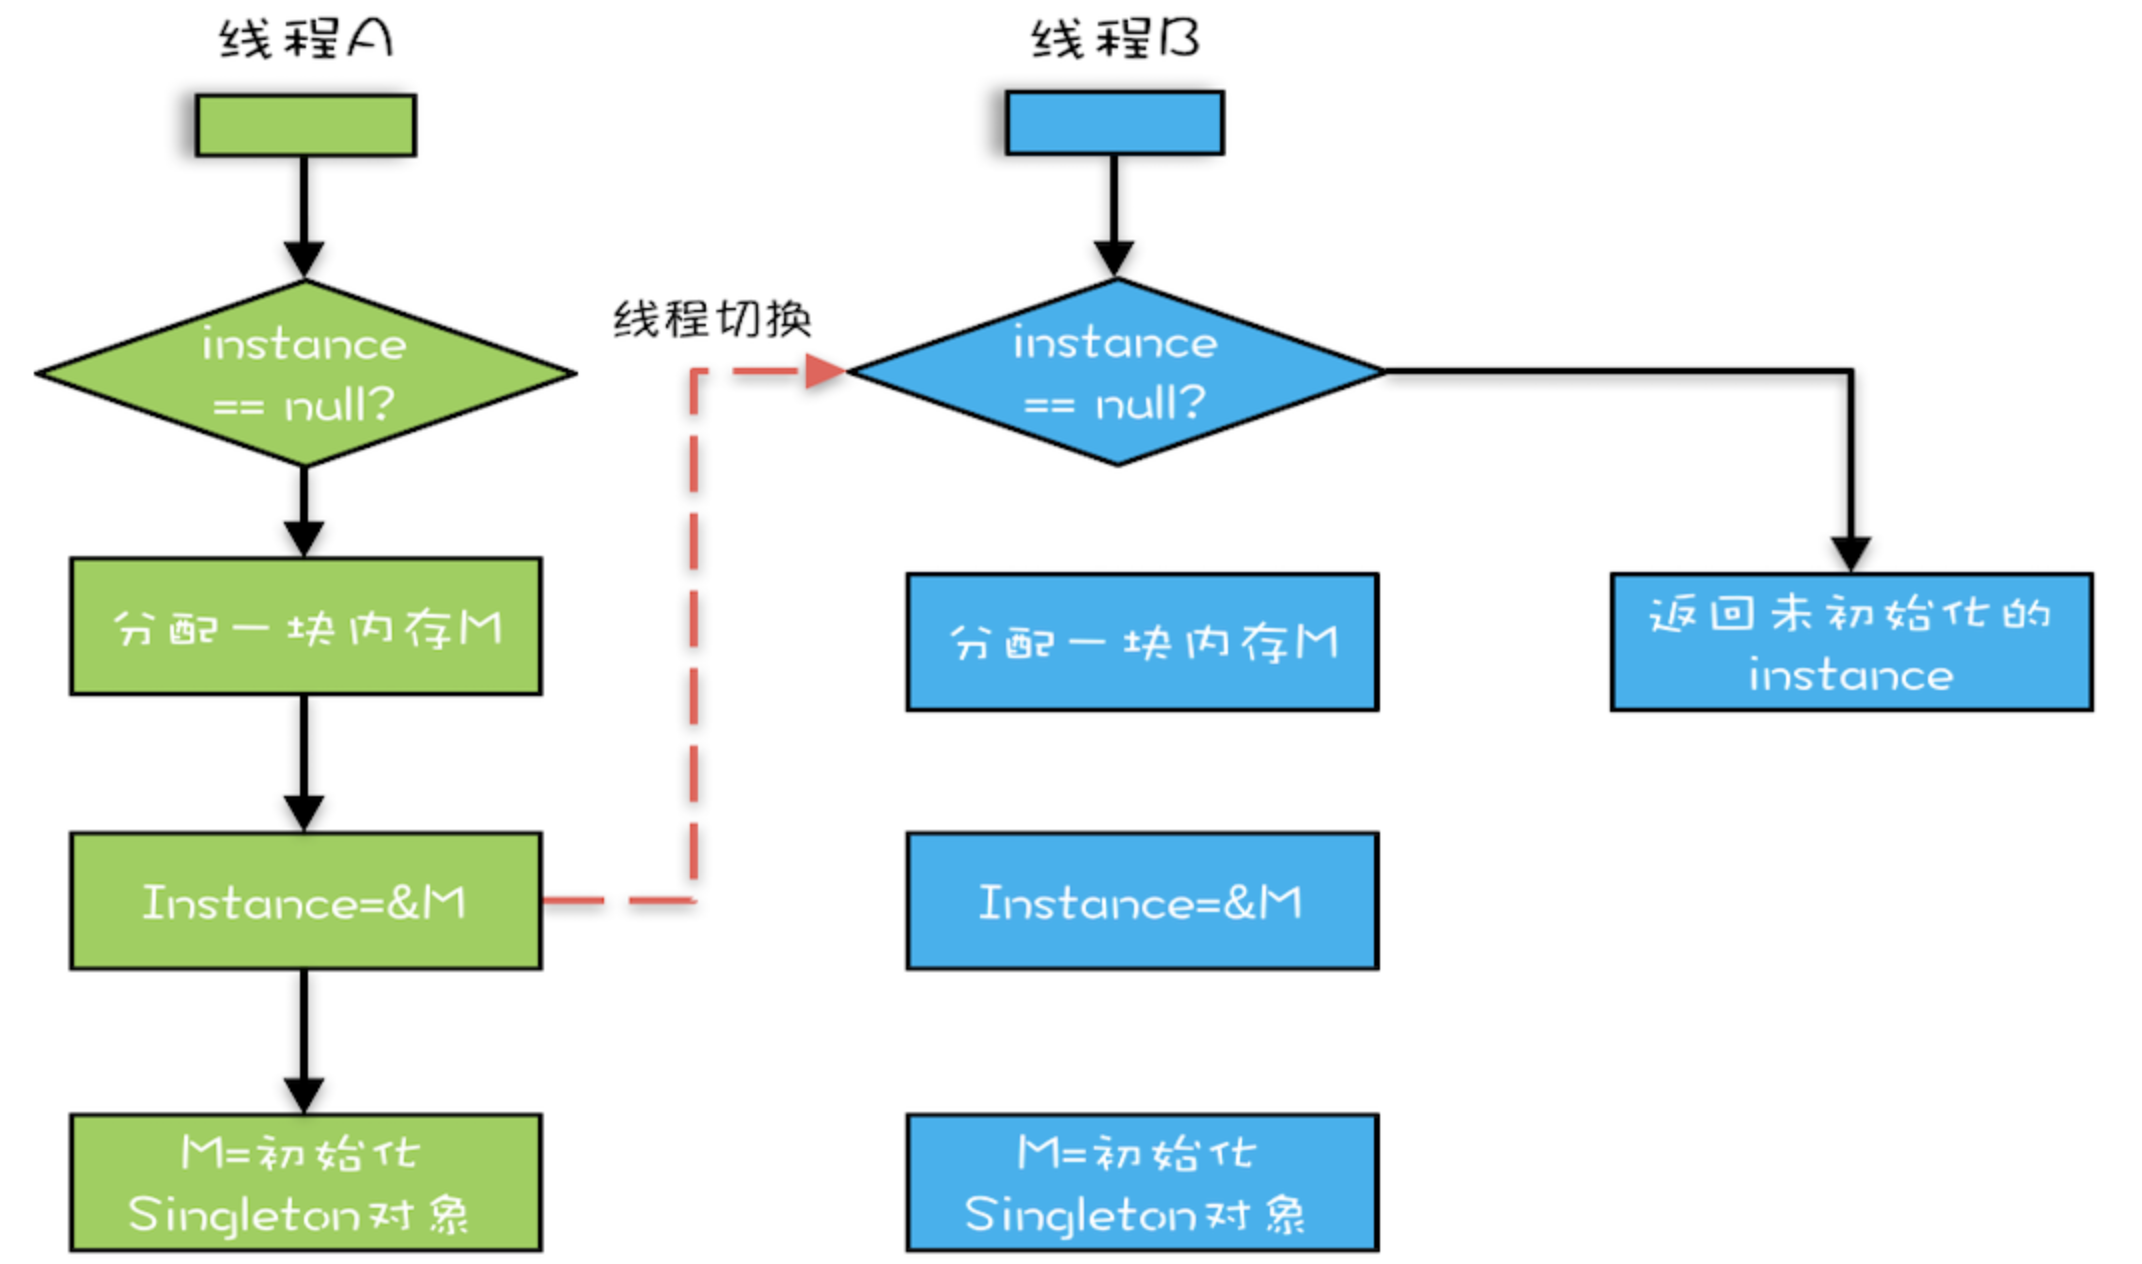 线程A
线程B
instance
== null?
线程切换
instance
== null?
分配一块内存M
分配一块内存M
返回未初始化的
instance
Instance=&M
Instance=&M
M=初始化
Singleton对象
M=初始化
Singleton对象